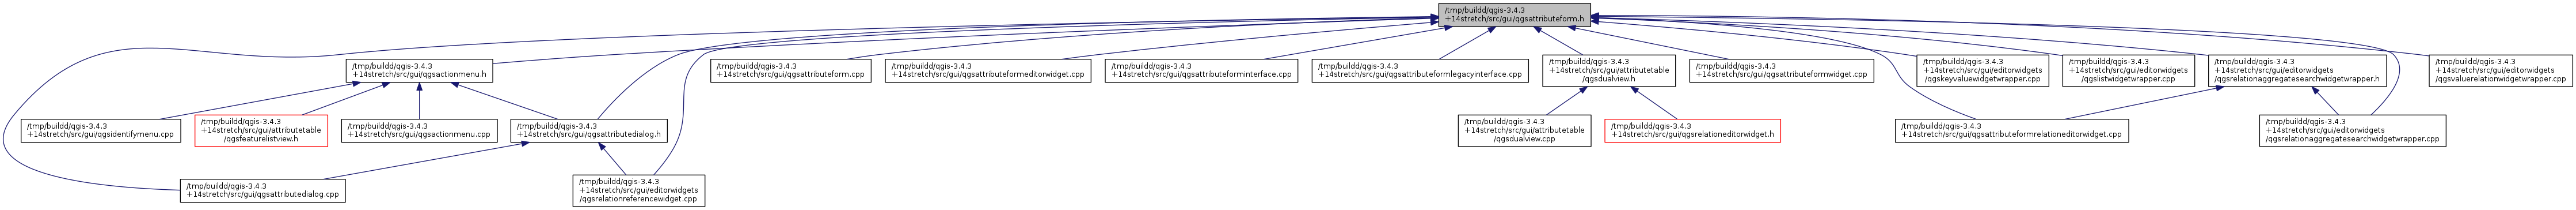 /tmp/buildd/qgis-3.4.3
+14stretch/src/gui/qgsattributeform.h
/tmp/buildd/qgis-3.4.3
+14stretch/src/gui/qgsactionmenu.h
/tmp/buildd/qgis-3.4.3
+14stretch/src/gui/qgsattributeform.cpp
/tmp/buildd/qgis-3.4.3
+14stretch/src/gui/qgsattributeformeditorwidget.cpp
/tmp/buildd/qgis-3.4.3
+14stretch/src/gui/qgsattributeforminterface.cpp
/tmp/buildd/qgis-3.4.3
+14stretch/src/gui/qgsattributeformlegacyinterface.cpp
/tmp/buildd/qgis-3.4.3
+14stretch/src/gui/attributetable
/qgsdualview.h
/tmp/buildd/qgis-3.4.3
+14stretch/src/gui/qgsattributeformwidget.cpp
/tmp/buildd/qgis-3.4.3
+14stretch/src/gui/editorwidgets
/qgskeyvaluewidgetwrapper.cpp
/tmp/buildd/qgis-3.4.3
+14stretch/src/gui/editorwidgets
/qgslistwidgetwrapper.cpp
/tmp/buildd/qgis-3.4.3
+14stretch/src/gui/editorwidgets
/qgsrelationaggregatesearchwidgetwrapper.h
/tmp/buildd/qgis-3.4.3
+14stretch/src/gui/editorwidgets
/qgsvaluerelationwidgetwrapper.cpp
/tmp/buildd/qgis-3.4.3
+14stretch/src/gui/qgsidentifymenu.cpp
/tmp/buildd/qgis-3.4.3
+14stretch/src/gui/attributetable
/qgsfeaturelistview.h
/tmp/buildd/qgis-3.4.3
+14stretch/src/gui/qgsactionmenu.cpp
/tmp/buildd/qgis-3.4.3
+14stretch/src/gui/qgsattributedialog.h
/tmp/buildd/qgis-3.4.3
+14stretch/src/gui/attributetable
/qgsdualview.cpp
/tmp/buildd/qgis-3.4.3
+14stretch/src/gui/qgsrelationeditorwidget.h
/tmp/buildd/qgis-3.4.3
+14stretch/src/gui/qgsattributeformrelationeditorwidget.cpp
/tmp/buildd/qgis-3.4.3
+14stretch/src/gui/editorwidgets
/qgsrelationaggregatesearchwidgetwrapper.cpp
/tmp/buildd/qgis-3.4.3
+14stretch/src/gui/qgsattributedialog.cpp
/tmp/buildd/qgis-3.4.3
+14stretch/src/gui/editorwidgets
/qgsrelationreferencewidget.cpp